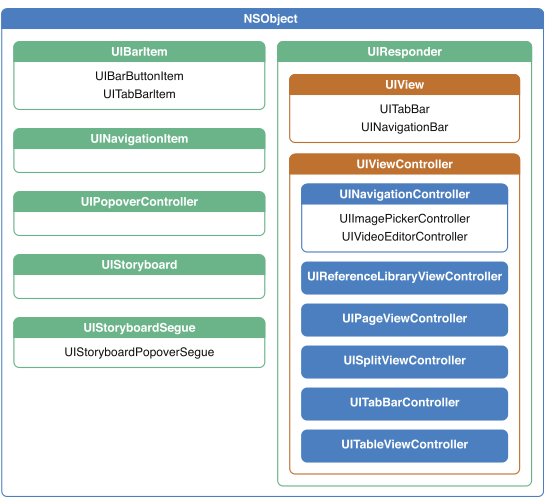 NSObject
UIBarItem
UIBarButtonItem
UITabBarItem
UINavigationItem
UIPopoverController
UIStoryboard
UIStoryboardSegue
UIStoryboardPopoverSegue
UIResponder
UIView
UITabBar
UINavigationBar
UIViewController
UINavigationController
UIImagePickerController
UIVideoEditorController
UIReferenceLibraryViewController
UIPageViewController
UISplitViewController
UITabBarController
UITableViewController